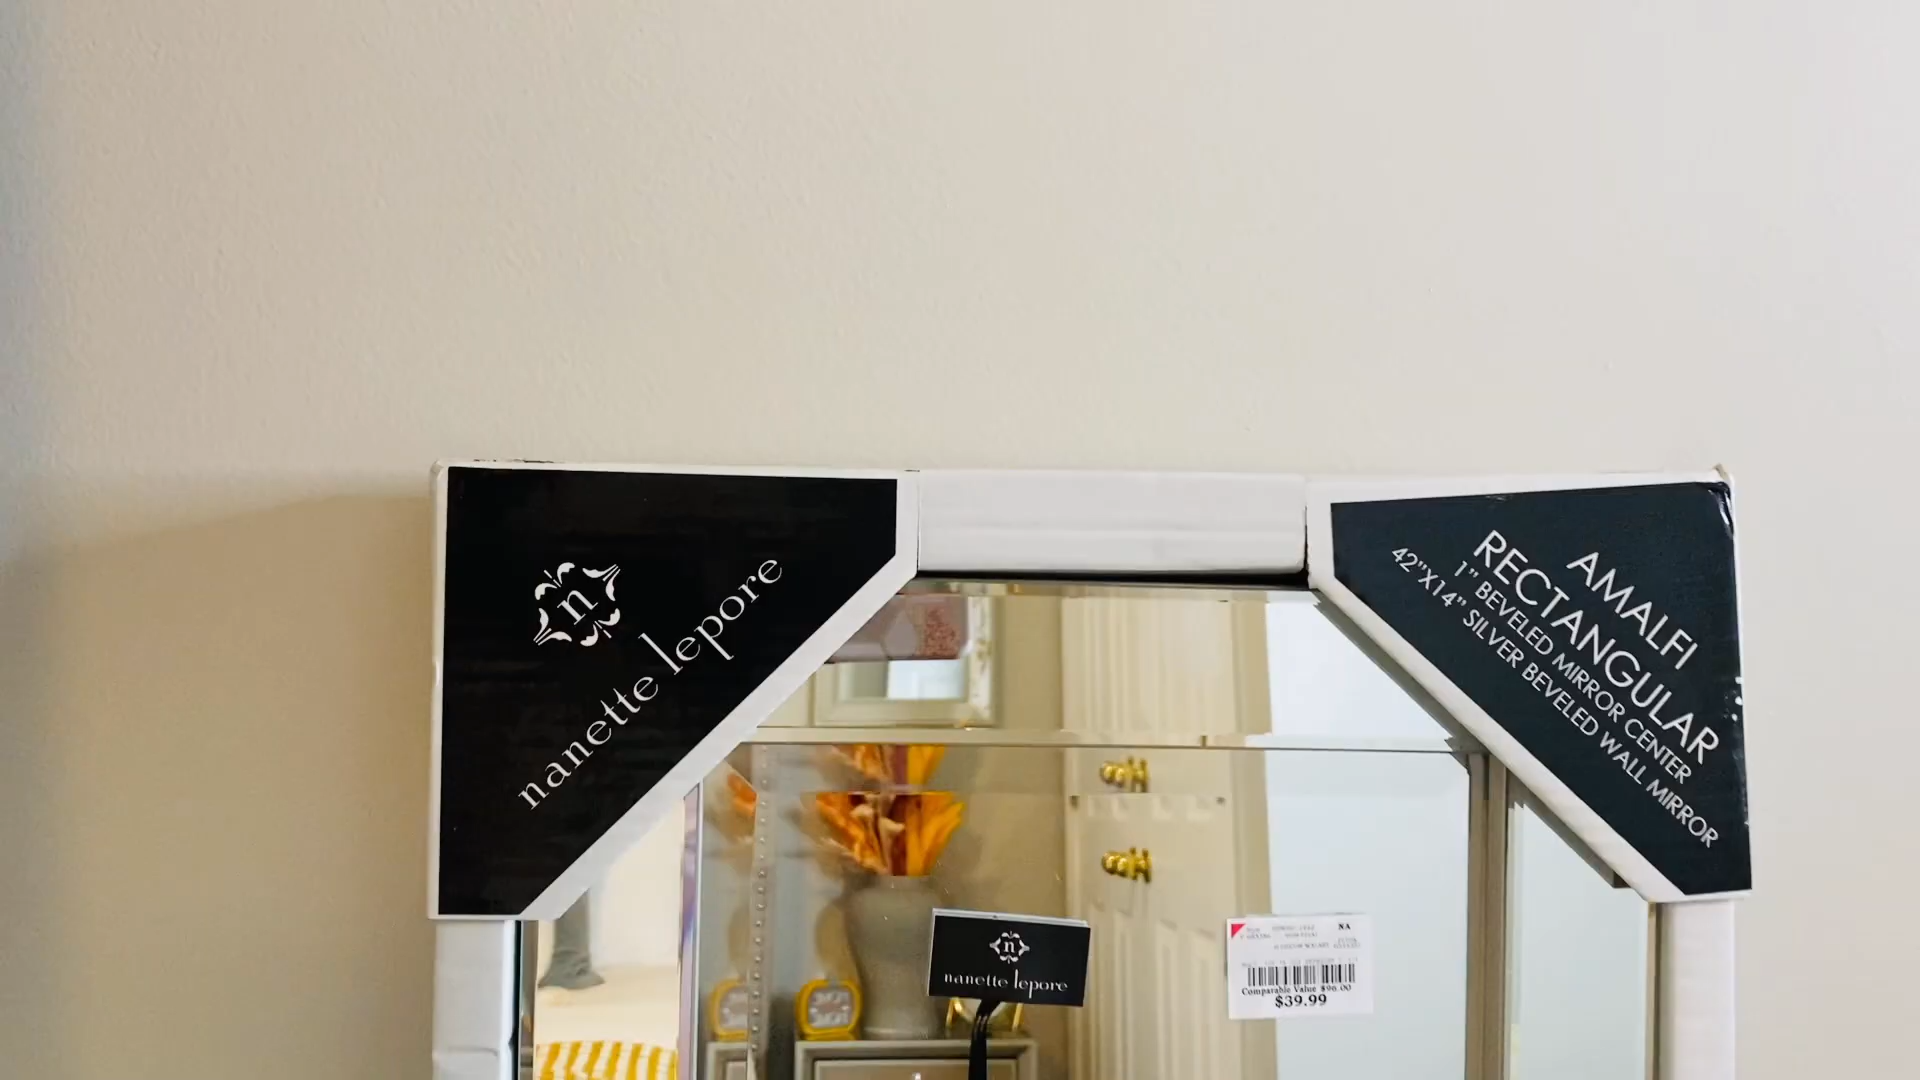 n
nanette lepore
AMALFI
RECTANGULAR
1" BEVELED MIRROR CENTER
42"X14" SILVER BEVELED WALL MIRROR
n
nanette lepore
NA
Comparable Value $96.00
$39.99